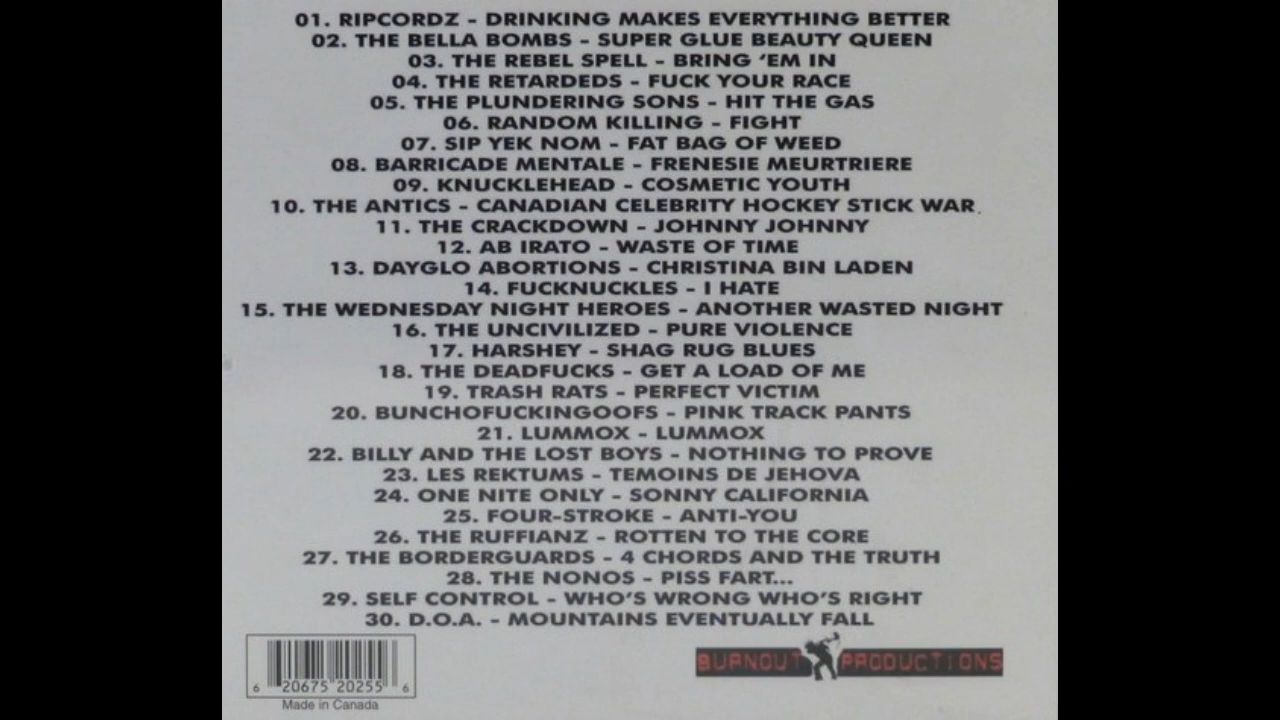 01. RIPCORDZ - DRINKING MAKES EVERYTHING BETTER
02. THE BELLA BOMBS - SUPER GLUE BEAUTY QUEEN
03. THE REBEL SPELL - BRING 'EM IN
04. THE RETARDEDS - FUCK YOUR RACE
05. THE PLUNDERING SONS - HIT THE GAS
06. RANDOM KILLING - FIGHT
07. SIP YEK NOM - FAT BAG OF WEED
08. BARRICADE MENTALE - FRENESIE MEURTRIERE
09. KNUCKLEHEAD - COSMETIC YOUTH
10. THE ANTICS - CANADIAN CELEBRITY HOCKEY STICK WAR.
11. THE CRACKDOWN - JOHNNY JOHNNY
12. AB IRATO - WASTE OF TIME
13. DAYGLO ABORTIONS - CHRISTINA BIN LADEN
14. FUCKNUCKLES - I HATE
15. THE WEDNESDAY NIGHT HEROES - ANOTHER WASTED NIGHT
16. THE UNCIVILIZED - PURE VIOLENCE
17. HARSHEY - SHAG RUG BLUES
18. THE DEADFUCKS - GET A LOAD OF ME
19. TRASH RATS - PERFECT VICTIM
20. BUNCHOFUCKINGOOFS - PINK TRACK PANTS
21. LUMMOX - LUMMOX
22. BILLY AND THE LOST BOYS - NOTHING TO PROVE
23. LES REKTUMS - TEMOINS DE JEHOVA
24. ONE NITE ONLY - SONNY CALIFORNIA
25. FOUR-STROKE - ANTI-YOU
26. THE RUFFIANZ - ROTTEN TO THE CORE
27. THE BORDERGUARDS - 4 CHORDS AND THE TRUTH
28. THE NONOS - PISS FART...
29. SELF CONTROL - WHO'S WRONG WHO'S RIGHT
30. D.O.A. - MOUNTAINS EVENTUALLY FALL
BURNOUT PRODUCTIONS
6 20675 20255 6
Made in Canada